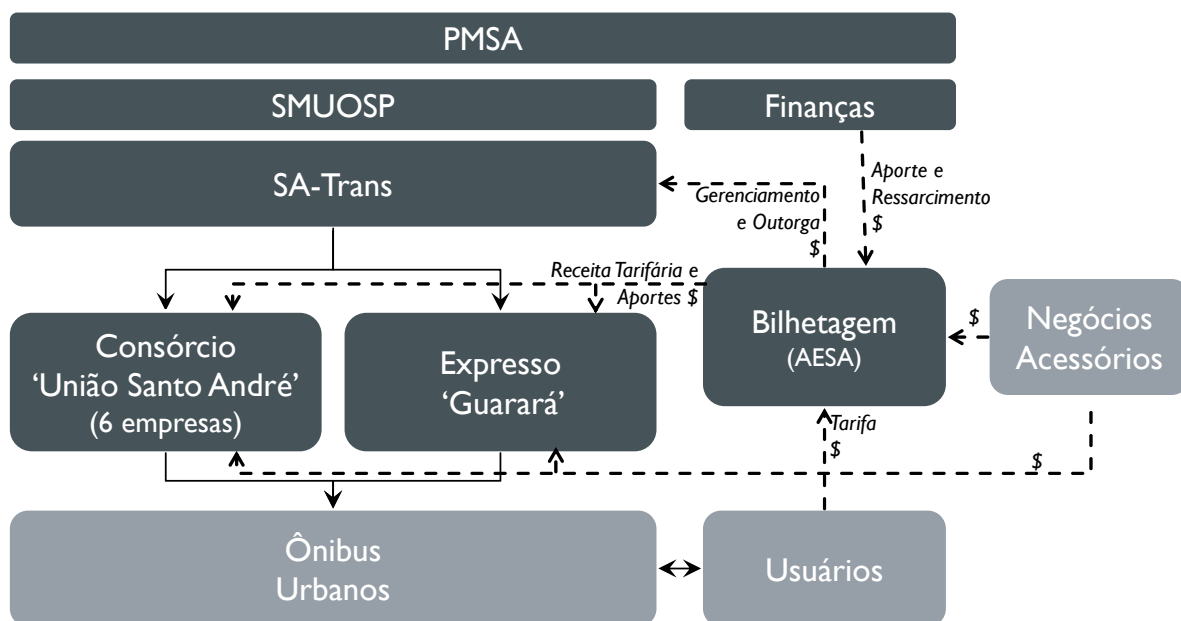 PMSA
SMUOSP
Finanças
SA-Trans
Aporte e
Ressarcimento
$
Gerenciamento
e Outorga
$
Receita Tarifária e
Aportes $
Consórcio
‘União Santo André’
(6 empresas)
Expresso
‘Guarará’
Bilhetagem
(AESA)
$
Negócios
Acessórios
Tarifa
$
$
Ônibus
Urbanos
Usuários